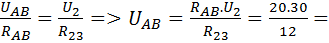 U_AB/R_AB = U_2/R_23 => U_AB = R_AB.U_2/R_23 = 20.30/12 =